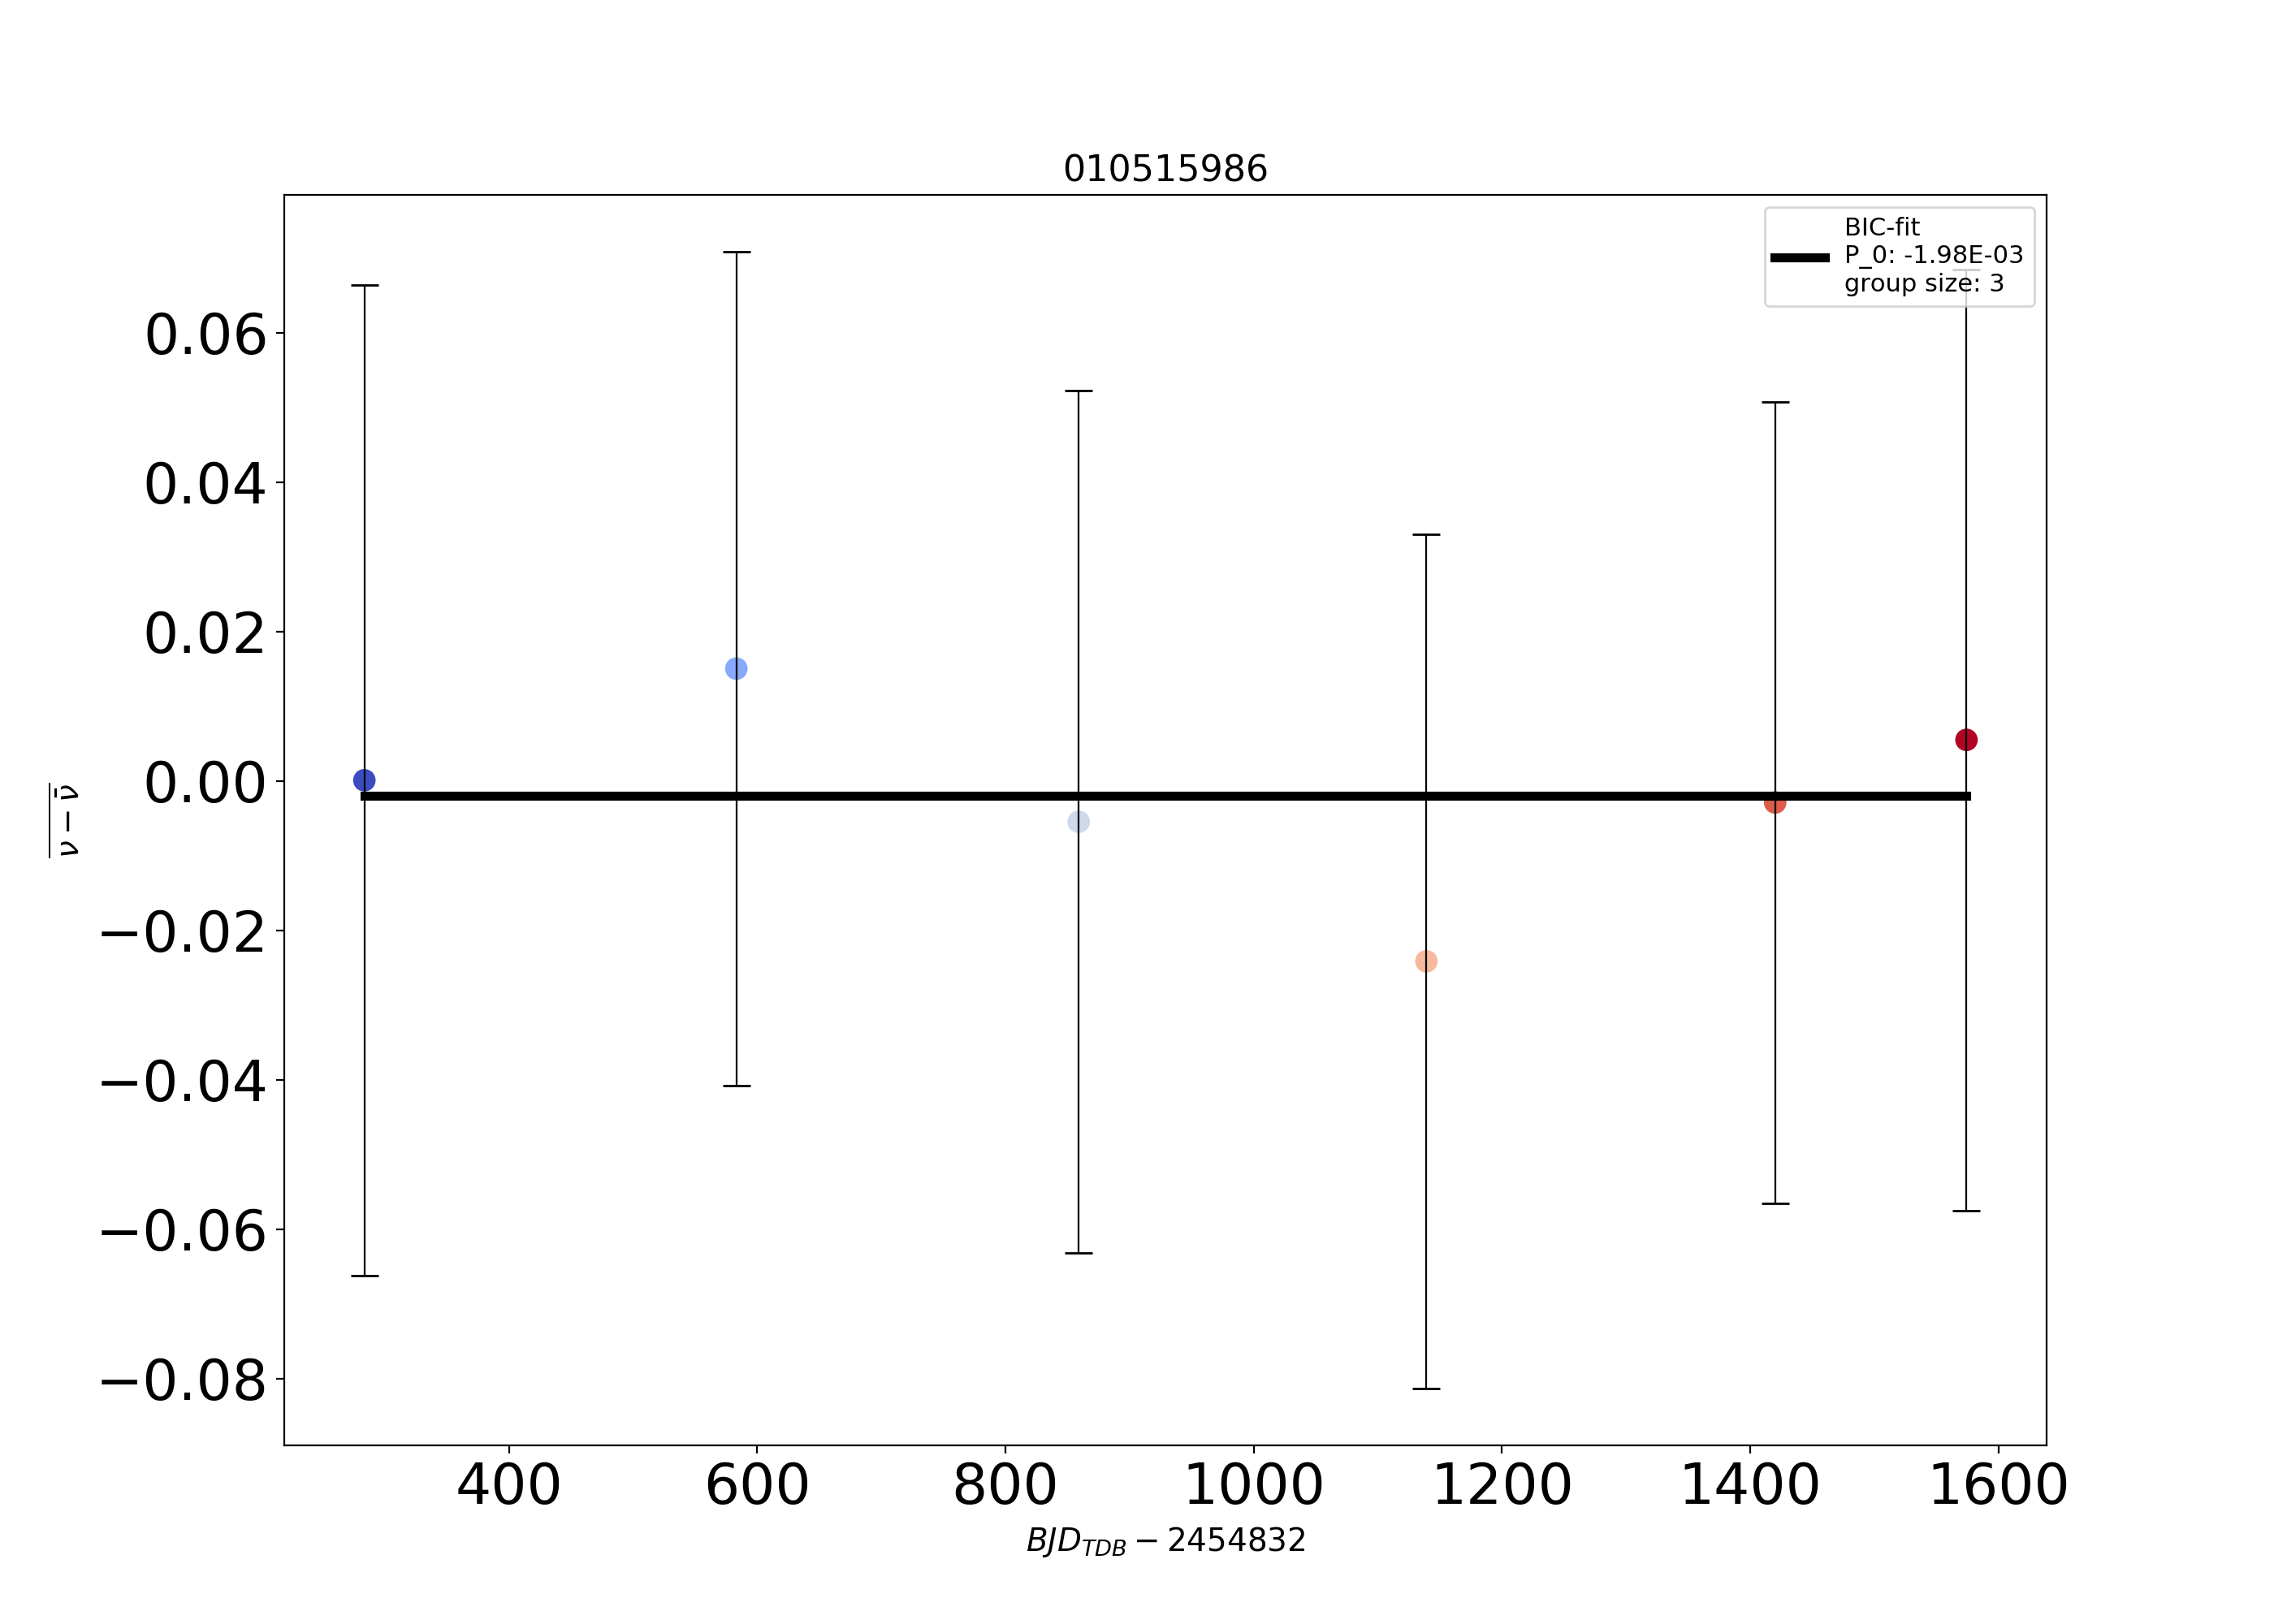 010515986
BIC-fit
P_0: -1.98E-03
group size: 3
0.06
0.04
0.02
0.00
−0.02
−0.04
−0.06
−0.08
ν − ν̄
400 600 800 1000 1200 1400 1600
BJD_TDB − 2454832